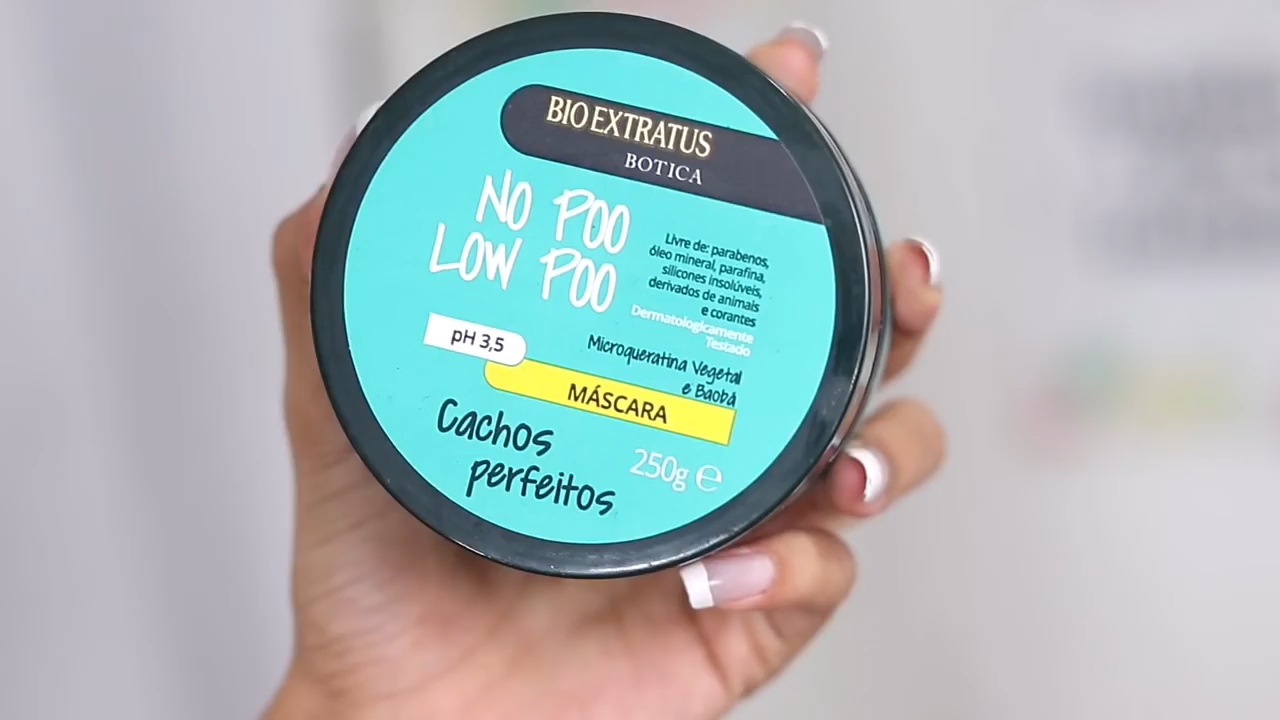 BIO EXTRATUS
BOTICA
NO POO
LOW POO
Livre de: parabenos,
óleo mineral, parafina,
silicones insolúveis,
derivados de animais
e corantes
Dermatologicamente
Testado
pH 3,5
Microqueratina Vegetal
e Baobá
MÁSCARA
Cachos
perfeitos
250g ℮